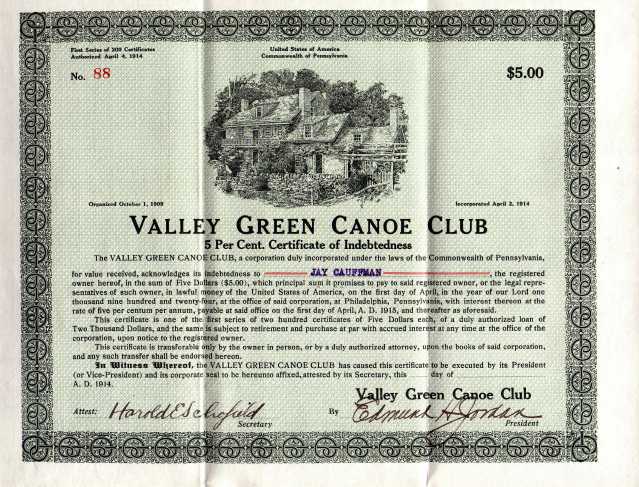 First Series of 200 Certificates
Authorized April 4, 1914
United States of America
Commonwealth of Pennsylvania
No. 88
$5.00
Organized October 1, 1909
Incorporated April 2, 1914
VALLEY GREEN CANOE CLUB
5 Per Cent. Certificate of Indebtedness
The VALLEY GREEN CANOE CLUB, a corporation duly incorporated under the laws of the Commonwealth of Pennsylvania,
for value received, acknowledges its indebtedness to JAY CAUFFMAN, the registered
owner hereof, in the sum of Five Dollars ($5.00), which principal sum it promises to pay to said registered owner, or the legal repre-
sentatives of such owner, in lawful money of the United States of America, on the first day of April, in the year of our Lord one
thousand nine hundred and twenty-four, at the office of said corporation, at Philadelphia, Pennsylvania, with interest thereon at the
rate of five per centum per annum, payable at said office on the first day of April, A. D. 1915, and thereafter as aforesaid.
This certificate is one of the first series of two hundred certificates of Five Dollars each, of a duly authorized loan of
Two Thousand Dollars, and the same is subject to retirement and purchase at par with accrued interest at any time at the office of the
corporation, upon notice to the registered owner.
This certificate is transferable only by the owner in person, or by a duly authorized attorney, upon the books of said corporation,
and any such transfer shall be endorsed hereon.
In Witness Whereof, the VALLEY GREEN CANOE CLUB has caused this certificate to be executed by its President
(or Vice-President) and its corporate seal to be hereunto affixed, attested by its Secretary, this day of
A. D. 1914.
Valley Green Canoe Club
Attest: Harold E Schofield By Edmund H Jordan
Secretary President